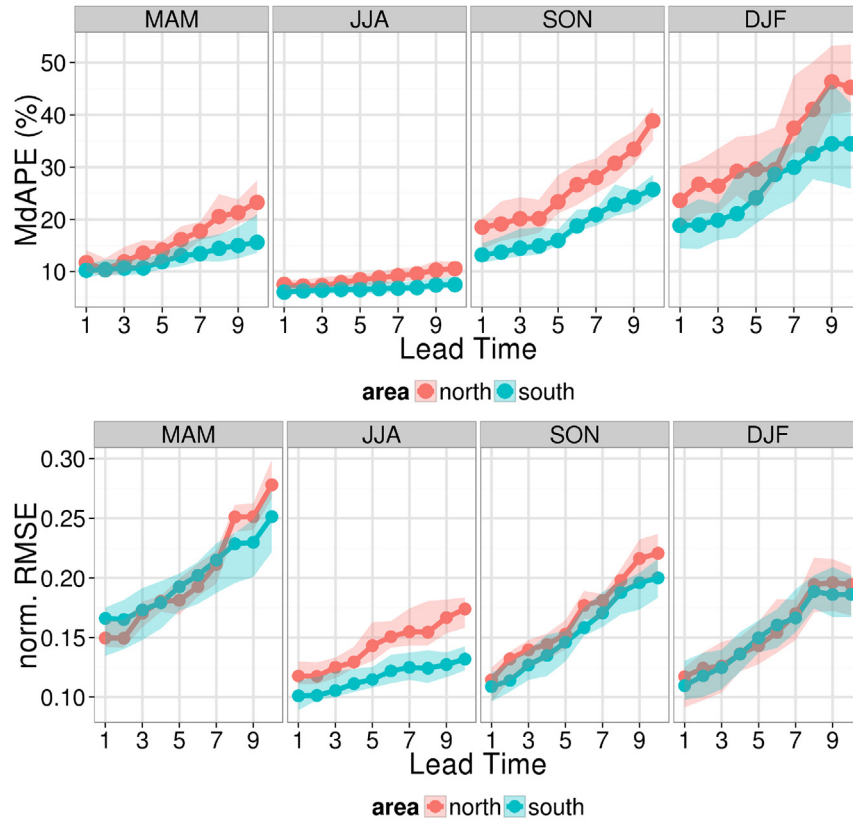 MAM JJA SON DJF
MdAPE (%)
50
40
30
20
10
1 3 5 7 9 1 3 5 7 9 1 3 5 7 9 1 3 5 7 9
Lead Time
area north south
MAM JJA SON DJF
norm. RMSE
0.30
0.25
0.20
0.15
0.10
1 3 5 7 9 1 3 5 7 9 1 3 5 7 9 1 3 5 7 9
Lead Time
area north south